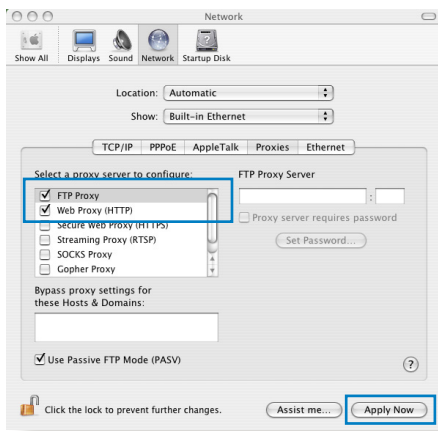 Network
Show All Displays Sound Network Startup Disk
Location: Automatic
Show: Built-in Ethernet
TCP/IP PPPoE AppleTalk Proxies Ethernet
Select a proxy server to configure: FTP Proxy Server
FTP Proxy
Web Proxy (HTTP) :
Secure Web Proxy (HTTPS) Proxy server requires password
Streaming Proxy (RTSP) Set Password...
SOCKS Proxy
Gopher Proxy
Bypass proxy settings for
these Hosts & Domains:
Use Passive FTP Mode (PASV) ?
Click the lock to prevent further changes. Assist me... Apply Now